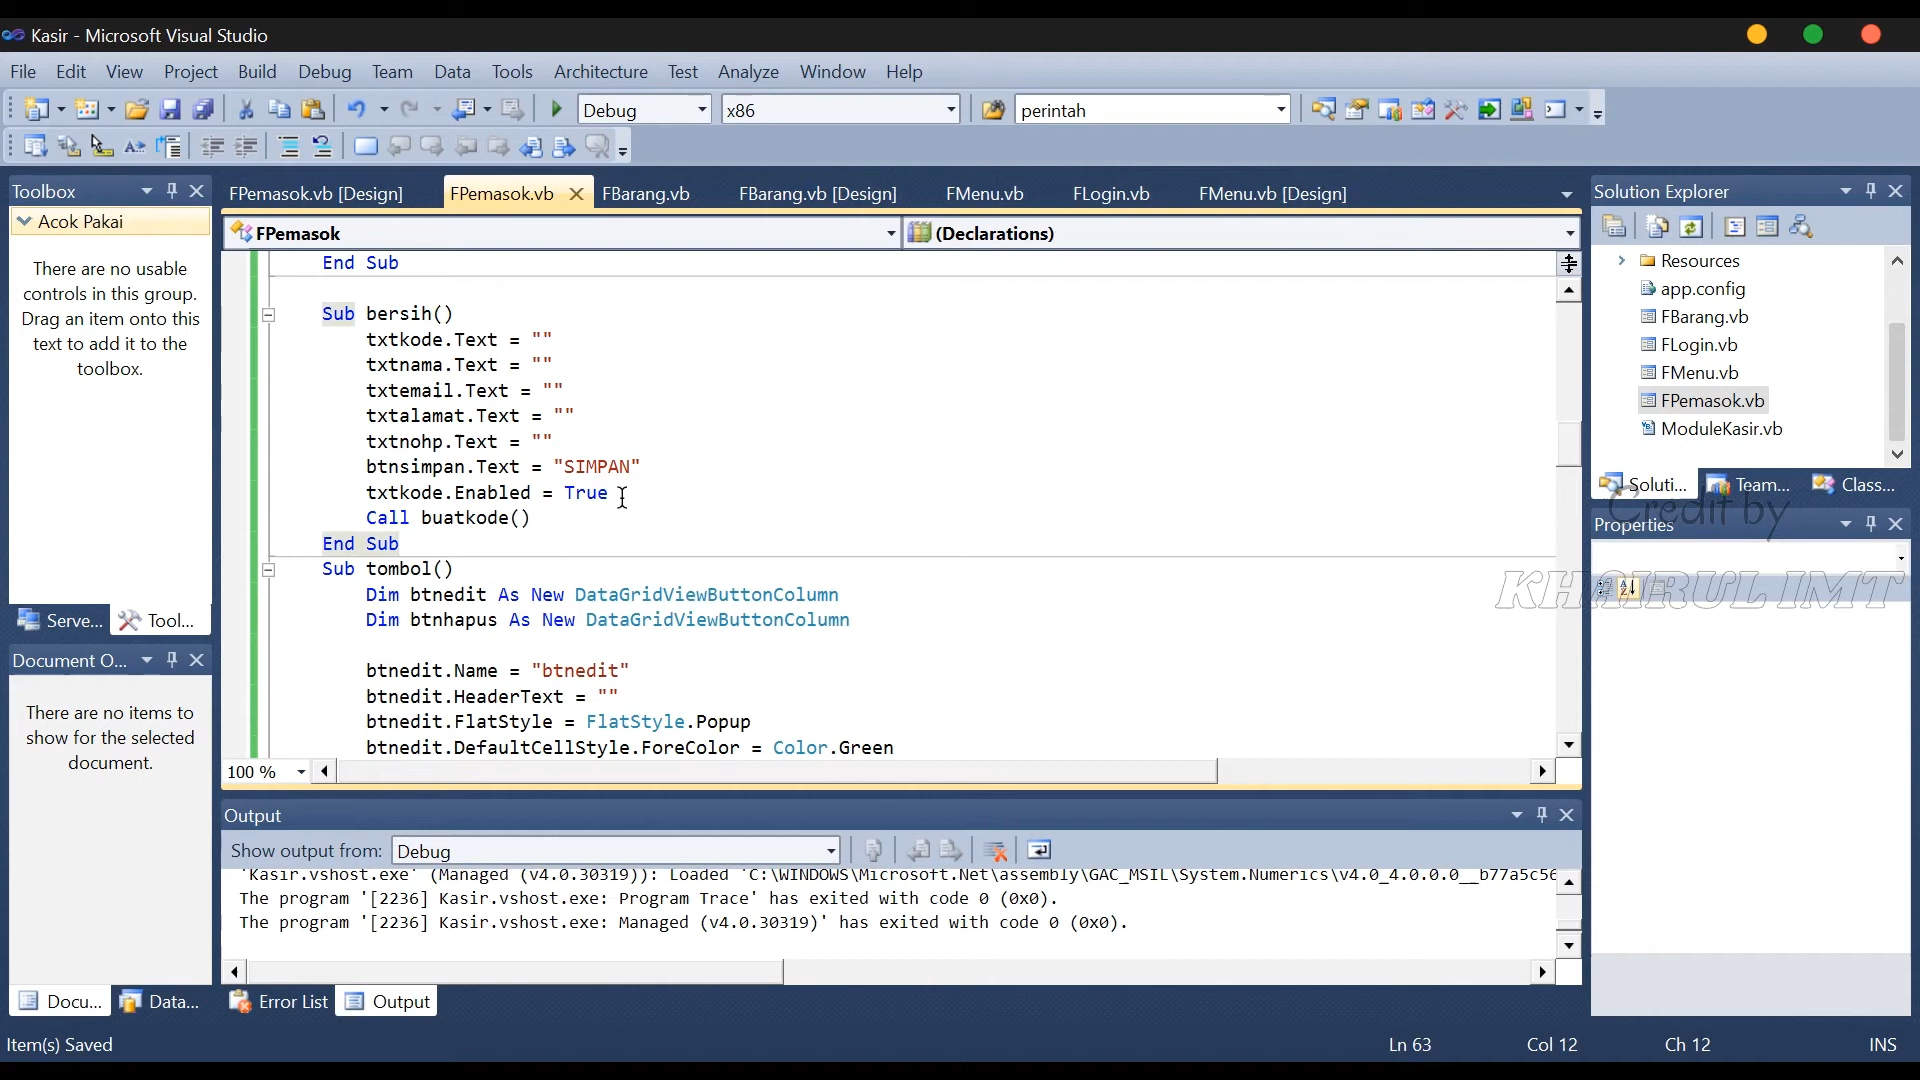 Kasir - Microsoft Visual Studio
File Edit View Project Build Debug Team Data Tools Architecture Test Analyze Window Help
Debug x86 perintah
Toolbox
Acok Pakai
There are no usable
controls in this group.
Drag an item onto this
text to add it to the
toolbox.
Serve... Tool...
Document O...
There are no items to
show for the selected
document.
Docu... Data...
FPemasok.vb [Design] FPemasok.vb FBarang.vb FBarang.vb [Design] FMenu.vb FLogin.vb FMenu.vb [Design]
FPemasok (Declarations)
End Sub
Sub bersih()
txtkode.Text = ""
txtnama.Text = ""
txtemail.Text = ""
txtalamat.Text = ""
txtnohp.Text = ""
btnsimpan.Text = "SIMPAN"
txtkode.Enabled = True
Call buatkode()
End Sub
Sub tombol()
Dim btnedit As New DataGridViewButtonColumn
Dim btnhapus As New DataGridViewButtonColumn
btnedit.Name = "btnedit"
btnedit.HeaderText = ""
btnedit.FlatStyle = FlatStyle.Popup
btnedit.DefaultCellStyle.ForeColor = Color.Green
100 %
Output
Show output from: Debug
'Kasir.vshost.exe' (Managed (v4.0.30319)): Loaded 'C:\WINDOWS\Microsoft.Net\assembly\GAC_MSIL\System.Numerics\v4.0_4.0.0.0__b77a5c56
The program '[2236] Kasir.vshost.exe: Program Trace' has exited with code 0 (0x0).
The program '[2236] Kasir.vshost.exe: Managed (v4.0.30319)' has exited with code 0 (0x0).
Error List Output
Solution Explorer
Resources
app.config
FBarang.vb
FLogin.vb
FMenu.vb
FPemasok.vb
ModuleKasir.vb
Soluti... Team... Class...
Credit by
Properties
KHAIRUL IMT
Item(s) Saved Ln 63 Col 12 Ch 12 INS